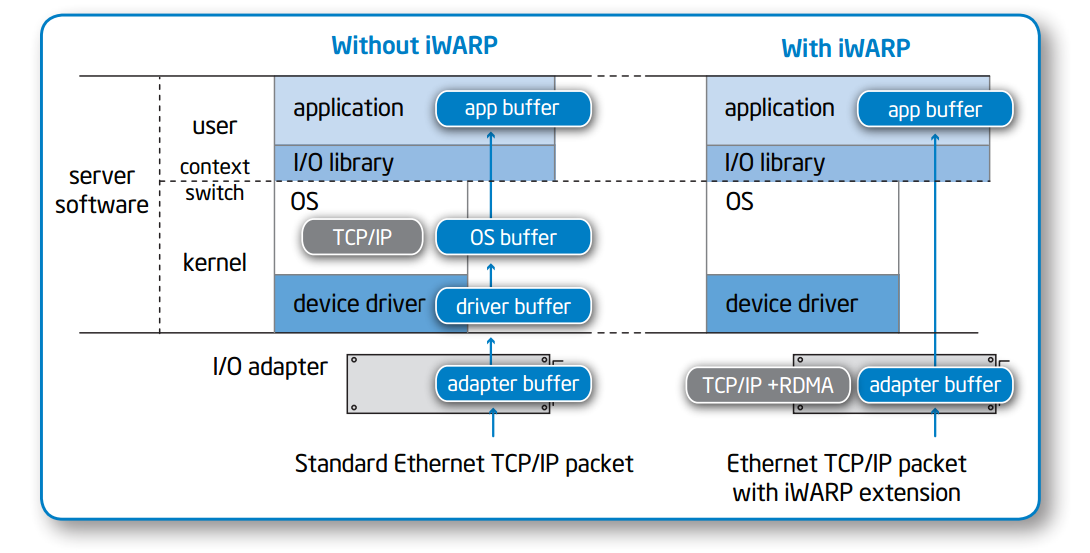 Without iWARP
With iWARP
application
app buffer
application
app buffer
user
I/O library
I/O library
context
switch
server
software
OS
OS
TCP/IP
OS buffer
kernel
device driver
driver buffer
device driver
I/O adapter
adapter buffer
TCP/IP +RDMA
adapter buffer
Standard Ethernet TCP/IP packet
Ethernet TCP/IP packet
with iWARP extension